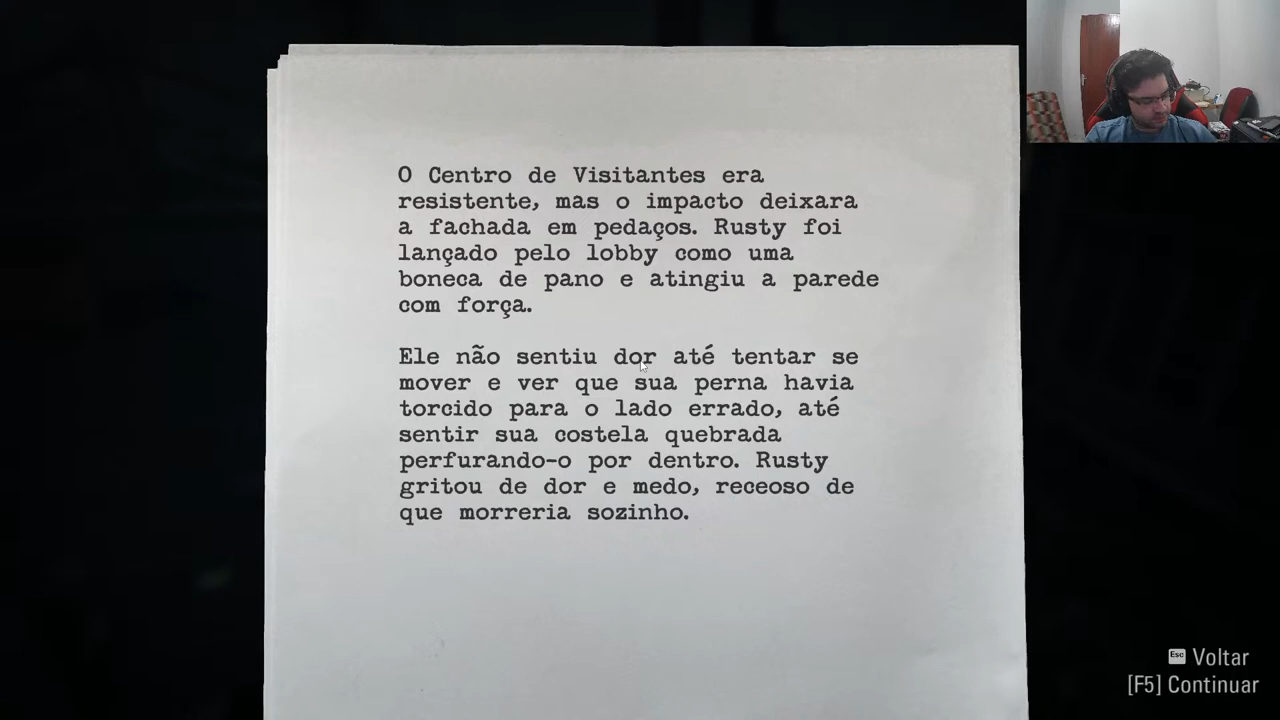 O Centro de Visitantes era
resistente, mas o impacto deixara
a fachada em pedaços. Rusty foi
lançado pelo lobby como uma
boneca de pano e atingiu a parede
com força.
Ele não sentiu dor até tentar se
mover e ver que sua perna havia
torcido para o lado errado, até
sentir sua costela quebrada
perfurando-o por dentro. Rusty
gritou de dor e medo, receoso de
que morreria sozinho.
Esc Voltar
[F5] Continuar